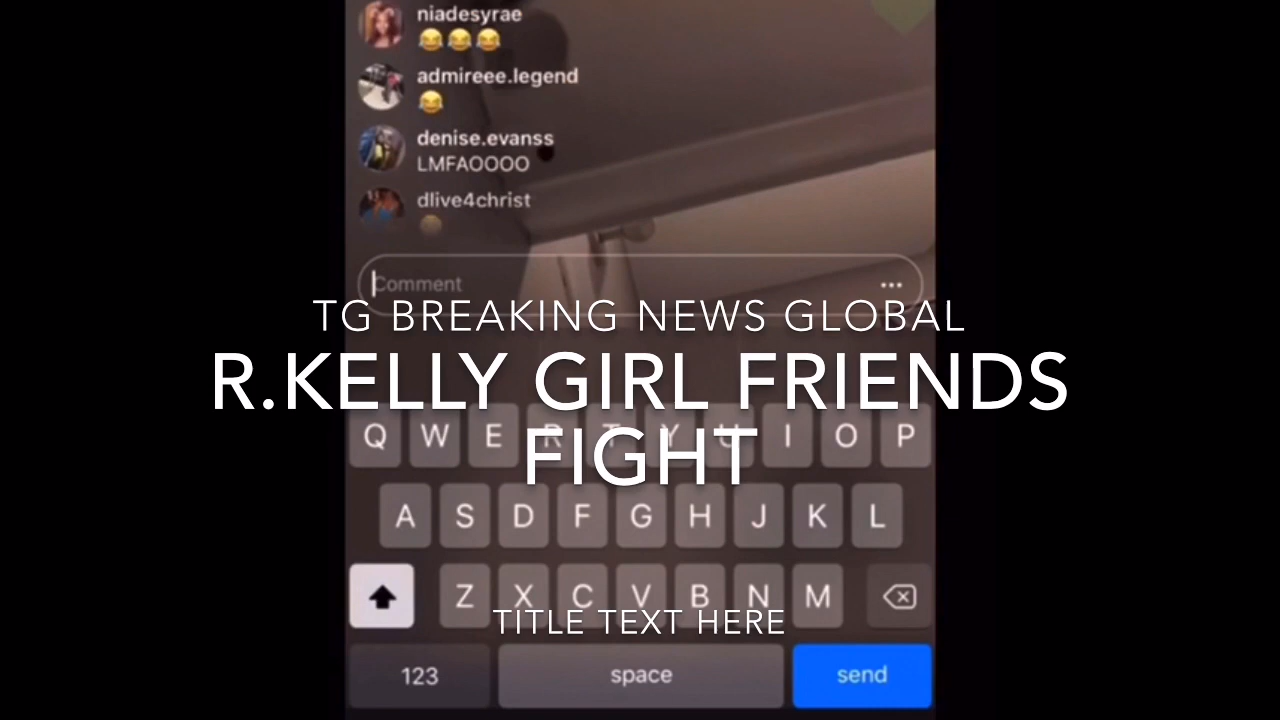 niadesyrae
😂😂😂
admireee.legend
😂
denise.evanss
LMFAOOOO
dlive4christ
Comment
TG BREAKING NEWS GLOBAL
R.KELLY GIRL FRIENDS
FIGHT
Q W E R T Y U I O P
A S D F G H J K L
Z X C V B N M
TITLE TEXT HERE
123 space send